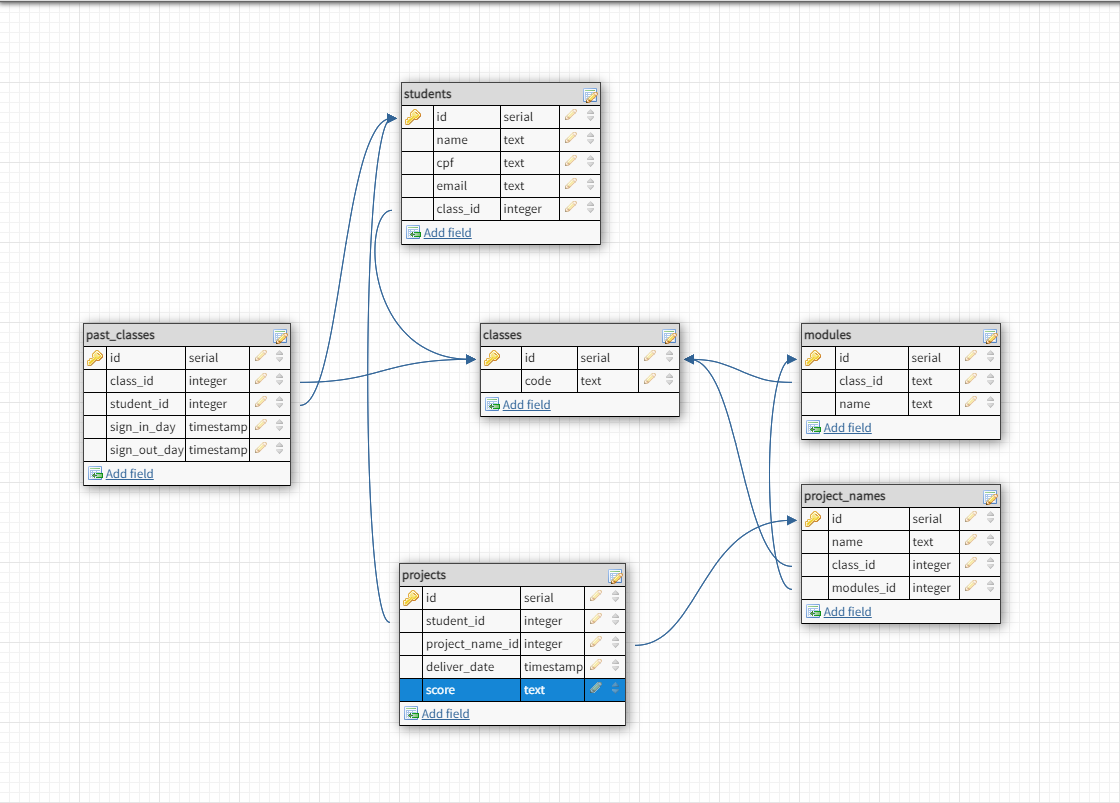 students
id serial
name text
cpf text
email text
class_id integer
Add field
past_classes
id serial
class_id integer
student_id integer
sign_in_day timestamp
sign_out_day timestamp
Add field
classes
id serial
code text
Add field
modules
id serial
class_id text
name text
Add field
project_names
id serial
name text
class_id integer
modules_id integer
Add field
projects
id serial
student_id integer
project_name_id integer
deliver_date timestamp
score text
Add field